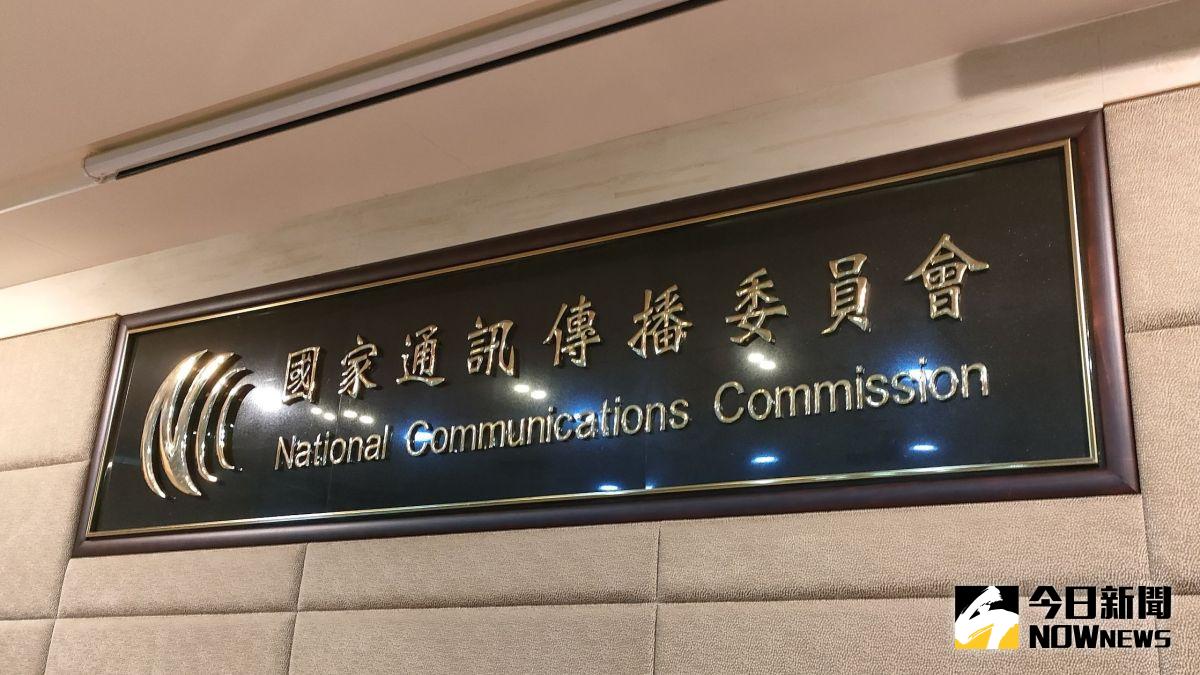 國家通訊傳播委員會
National Communications Commission
今日新聞
NOWNEWS